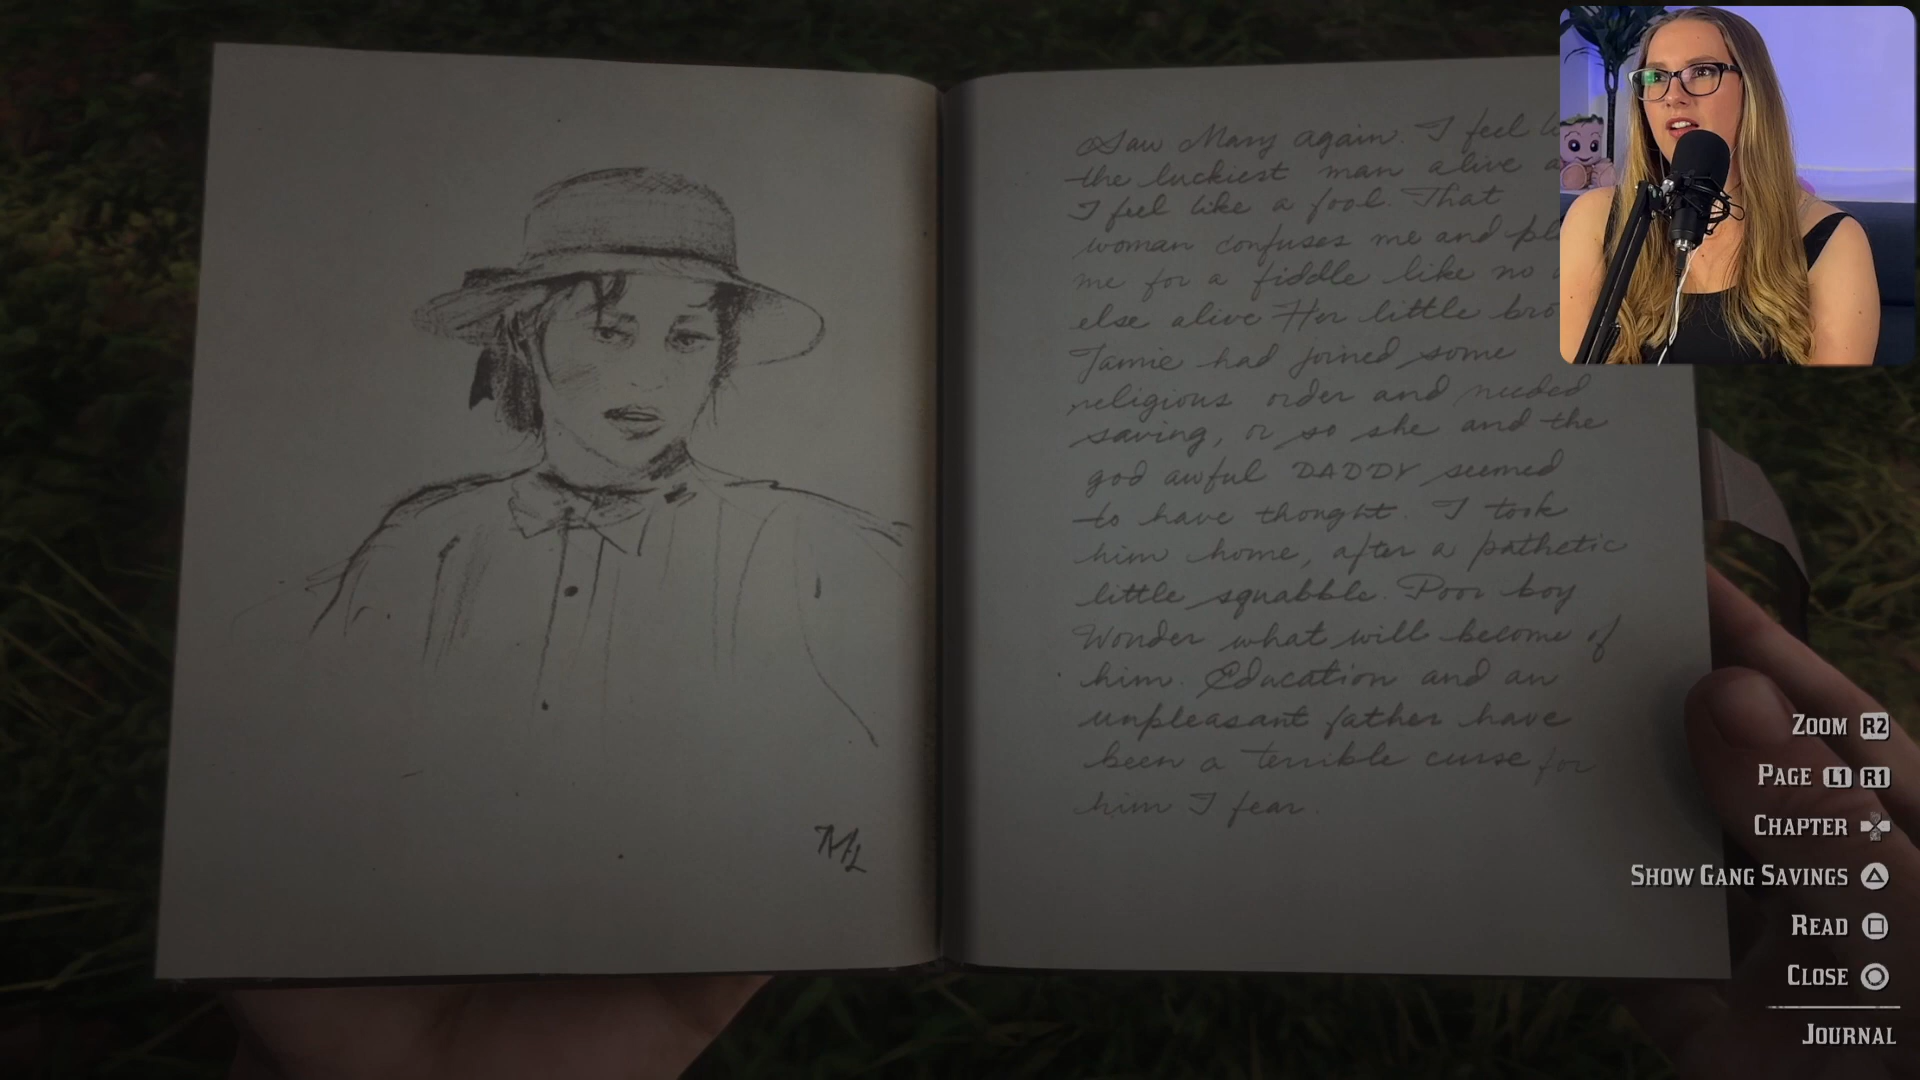 Saw Mary again. I feel
the luckiest man alive
I feel like a fool. That
woman confuses me and
me for a fiddle like no
else alive Her little
Jamie had joined some
religious order and needed
saving, or so she and the
god awful DADDY seemed
to have thought. I took
him home, after a pathetic
little squabble. Poor boy
Wonder what will become of
him. Education and an
unpleasant father have
been a terrible curse for
him I fear.
ML
ZOOM R2
PAGE L1 R1
CHAPTER
SHOW GANG SAVINGS
READ
CLOSE
JOURNAL